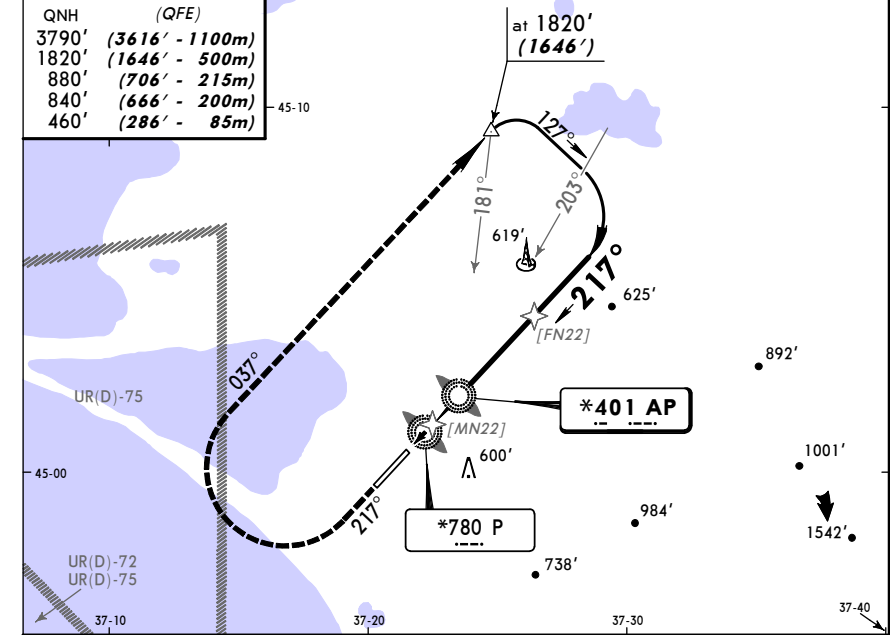 QNH (QFE)
3790' (3616' - 1100m)
1820' (1646' - 500m)
880' (706' - 215m)
840' (666' - 200m)
460' (286' - 85m)
at 1820'
(1646')
45-10
127°
181°
203°
619'
217°
625'
[FN22]
892'
037°
UR(D)-75
*401 AP
[MN22]
45-00
600'
1001'
217°
*780 P
984'
1542'
UR(D)-72
UR(D)-75
738'
37-10
37-20
37-30
37-40